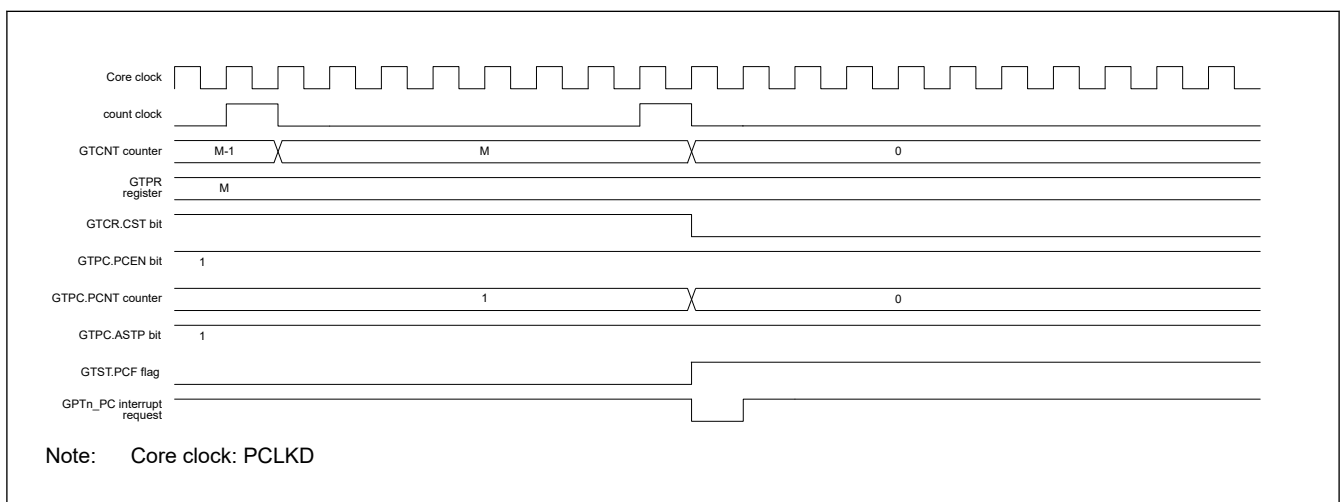 Core clock
count clock
GTCNT counter M-1 M 0
GTPR
register M
GTCR.CST bit
GTPC.PCEN bit 1
GTPC.PCNT counter 1 0
GTPC.ASTP bit 1
GTST.PCF flag
GPTn_PC interrupt
request
Note: Core clock: PCLKD